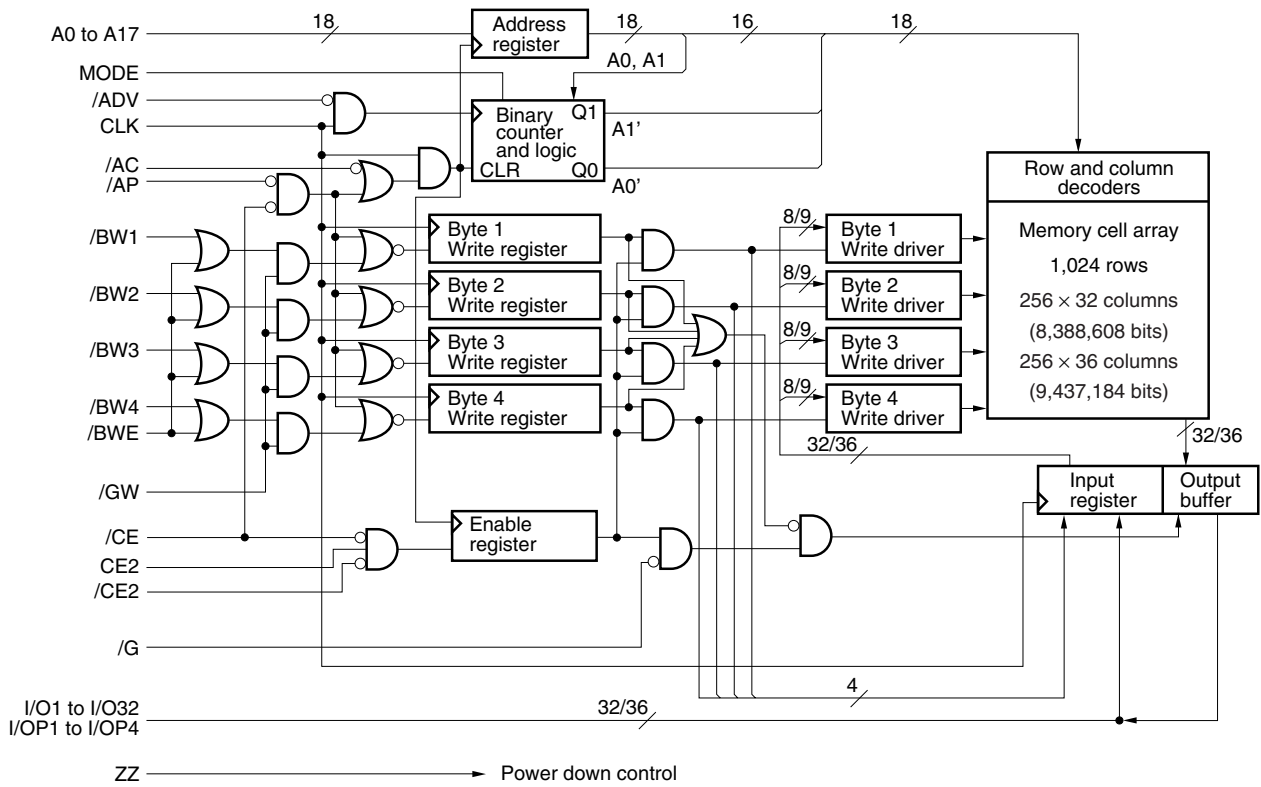 A0 to A17
18
Address
register
18
16
18
A0, A1
MODE
/ADV
CLK
Binary
counter
and logic
CLR
Q1
Q0
A1’
A0’
/AC
/AP
Row and column
decoders
Memory cell array
1,024 rows
256 × 32 columns
(8,388,608 bits)
256 × 36 columns
(9,437,184 bits)
/BW1
Byte 1
Write register
8/9
Byte 1
Write driver
/BW2
Byte 2
Write register
8/9
Byte 2
Write driver
/BW3
Byte 3
Write register
8/9
Byte 3
Write driver
/BW4
/BWE
Byte 4
Write register
8/9
Byte 4
Write driver
32/36
32/36
Input
register
Output
buffer
/GW
/CE
CE2
/CE2
Enable
register
/G
4
I/O1 to I/O32
I/OP1 to I/OP4
32/36
ZZ
Power down control